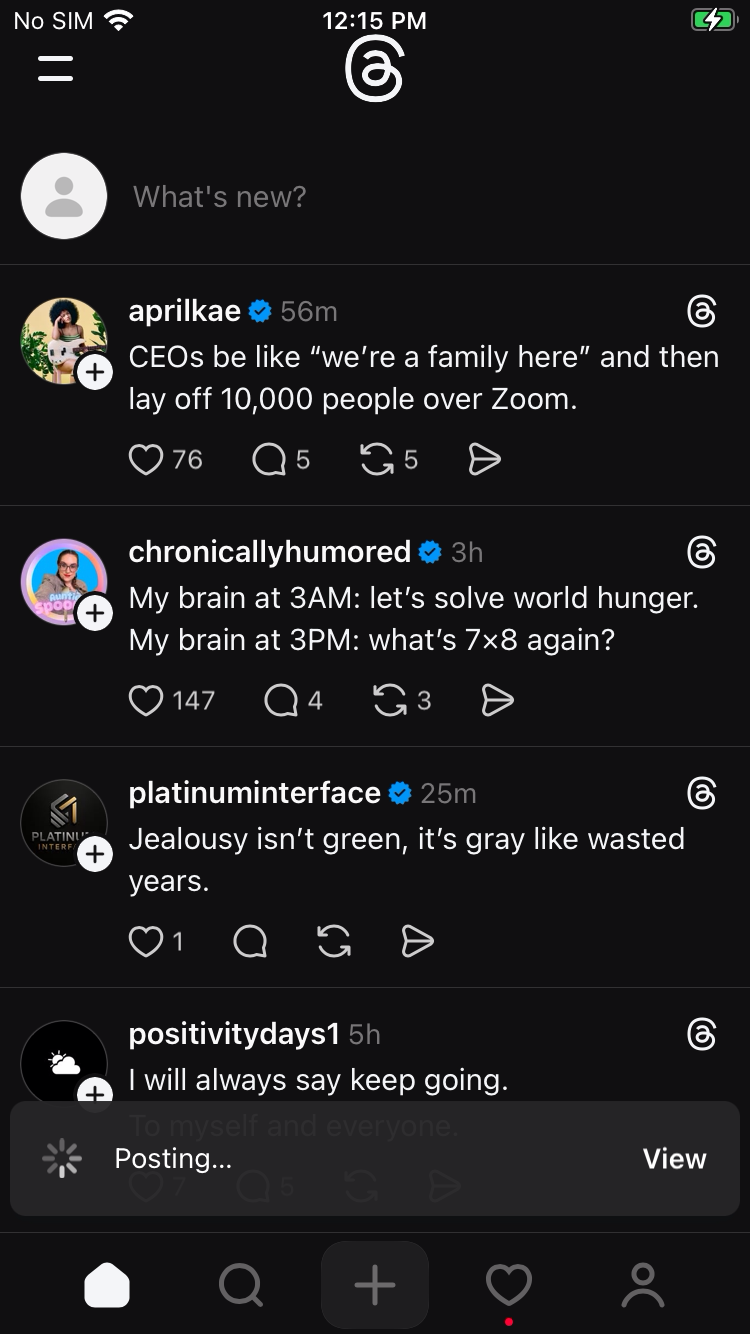 No SIM 12:15 PM
What's new?
aprilkae 56m
CEOs be like “we’re a family here” and then
lay off 10,000 people over Zoom.
76 5 5
chronicallyhumored 3h
My brain at 3AM: let’s solve world hunger.
My brain at 3PM: what’s 7×8 again?
147 4 3
platinuminterface 25m
Jealousy isn’t green, it’s gray like wasted
years.
1
positivitydays1 5h
I will always say keep going.
To myself and everyone.
Posting... View
7 5